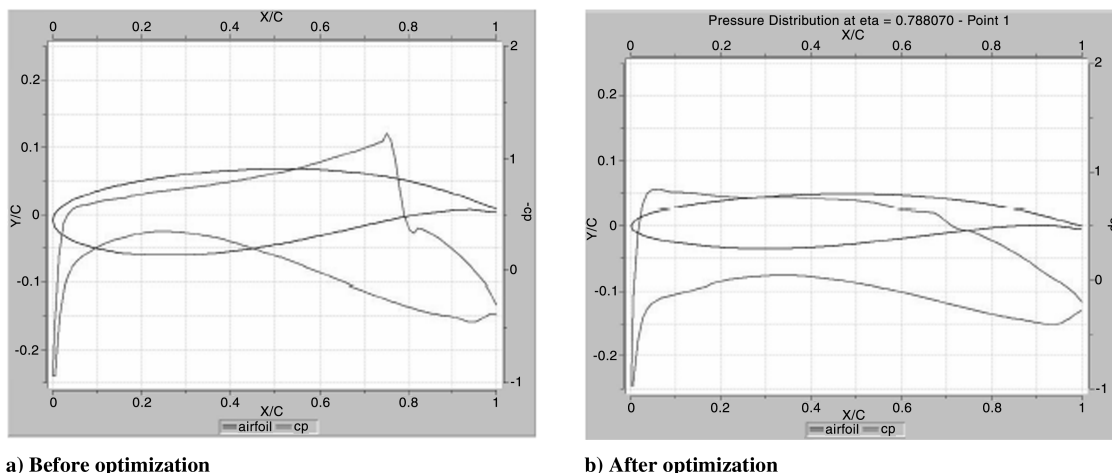 X/C
0 0.2 0.4 0.6 0.8 1
0.2
0.1
0
-0.1
-0.2
Y/C
2
1
0
-1
-cp
0 0.2 0.4 0.6 0.8 1
X/C
airfoil cp
a) Before optimization
Pressure Distribution at eta = 0.788070 - Point 1
X/C
0 0.2 0.4 0.6 0.8 1
0.2
0.1
0
-0.1
-0.2
Y/C
2
1
0
-1
0 0.2 0.4 0.6 0.8 1
X/C
airfoil cp
b) After optimization